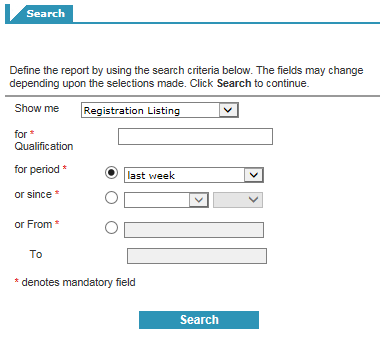 Search
Define the report by using the search criteria below. The fields may change
depending upon the selections made. Click Search to continue.
Show me Registration Listing
for *
Qualification
for period * last week
or since *
or From *
To
* denotes mandatory field
Search